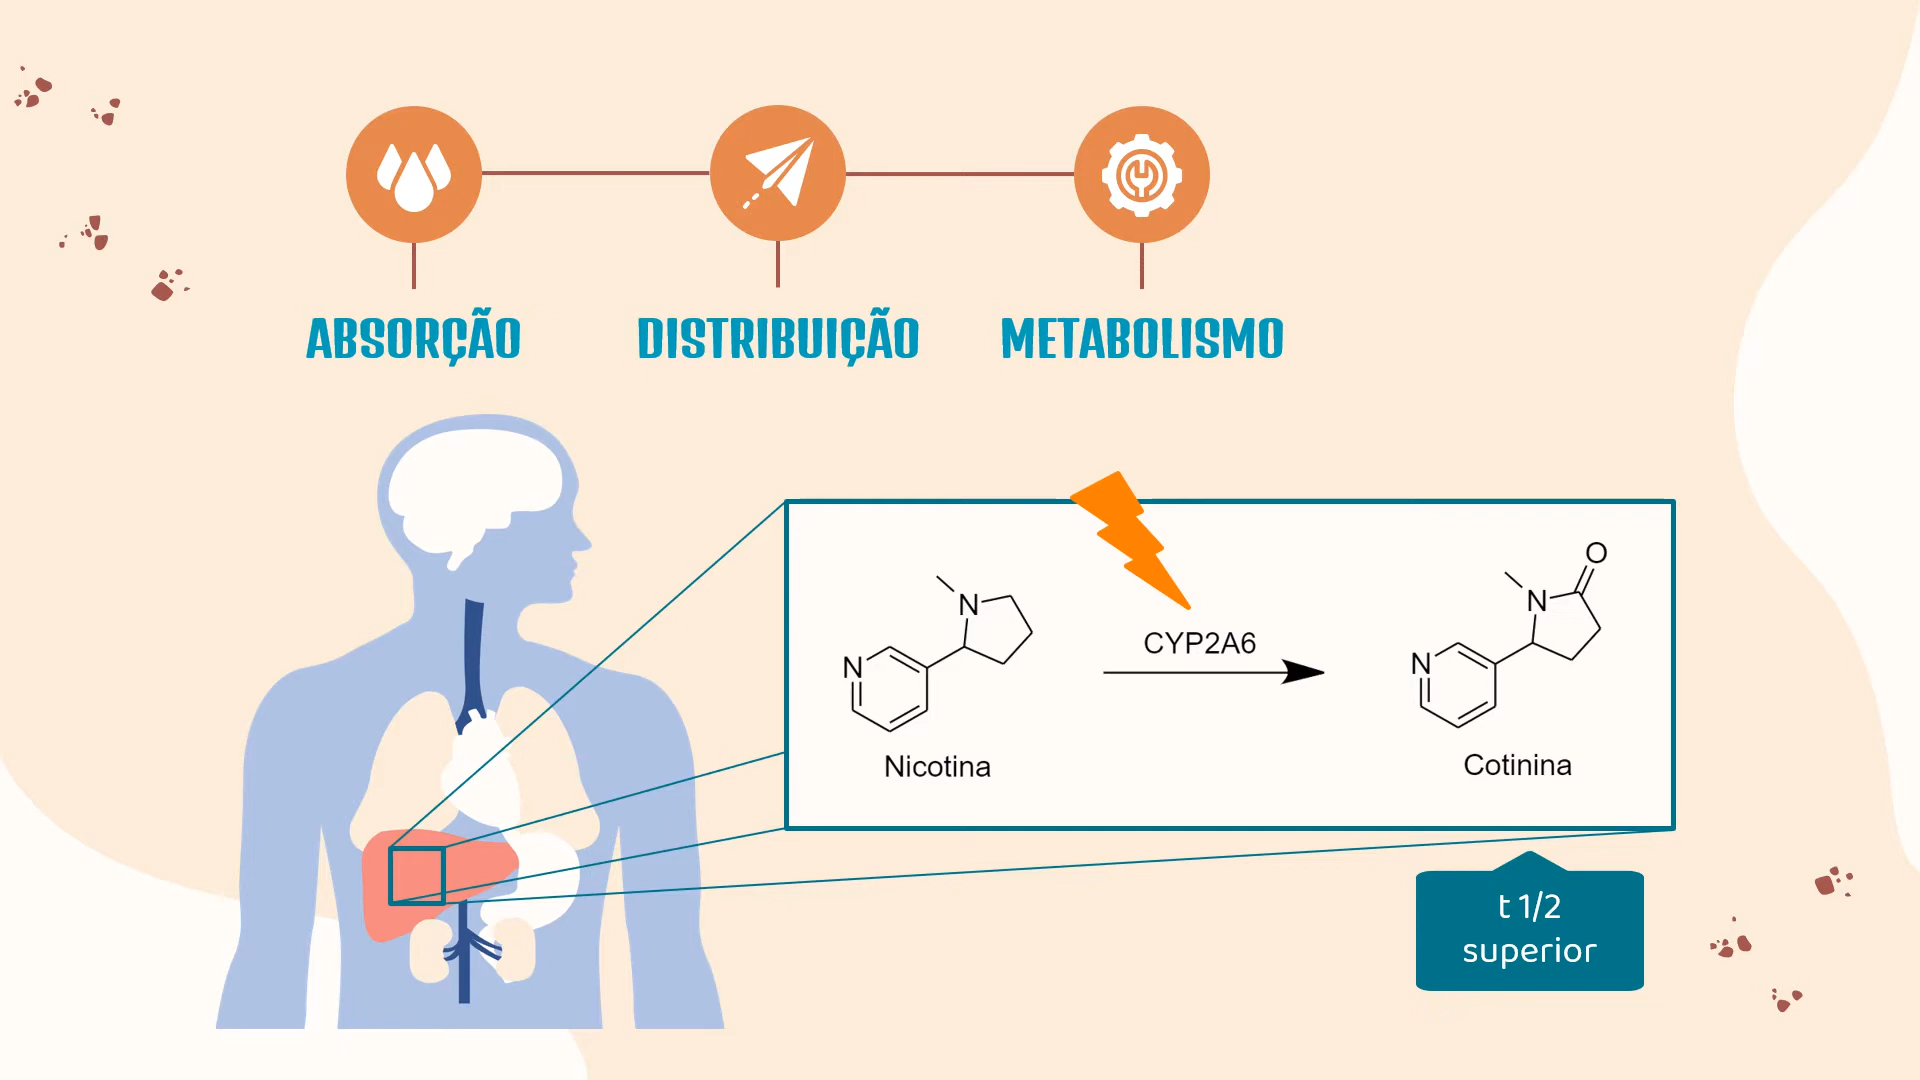 ABSORÇÃO
DISTRIBUIÇÃO
METABOLISMO
O
N
N
CYP2A6
N
N
Nicotina
Cotinina
t 1/2
superior